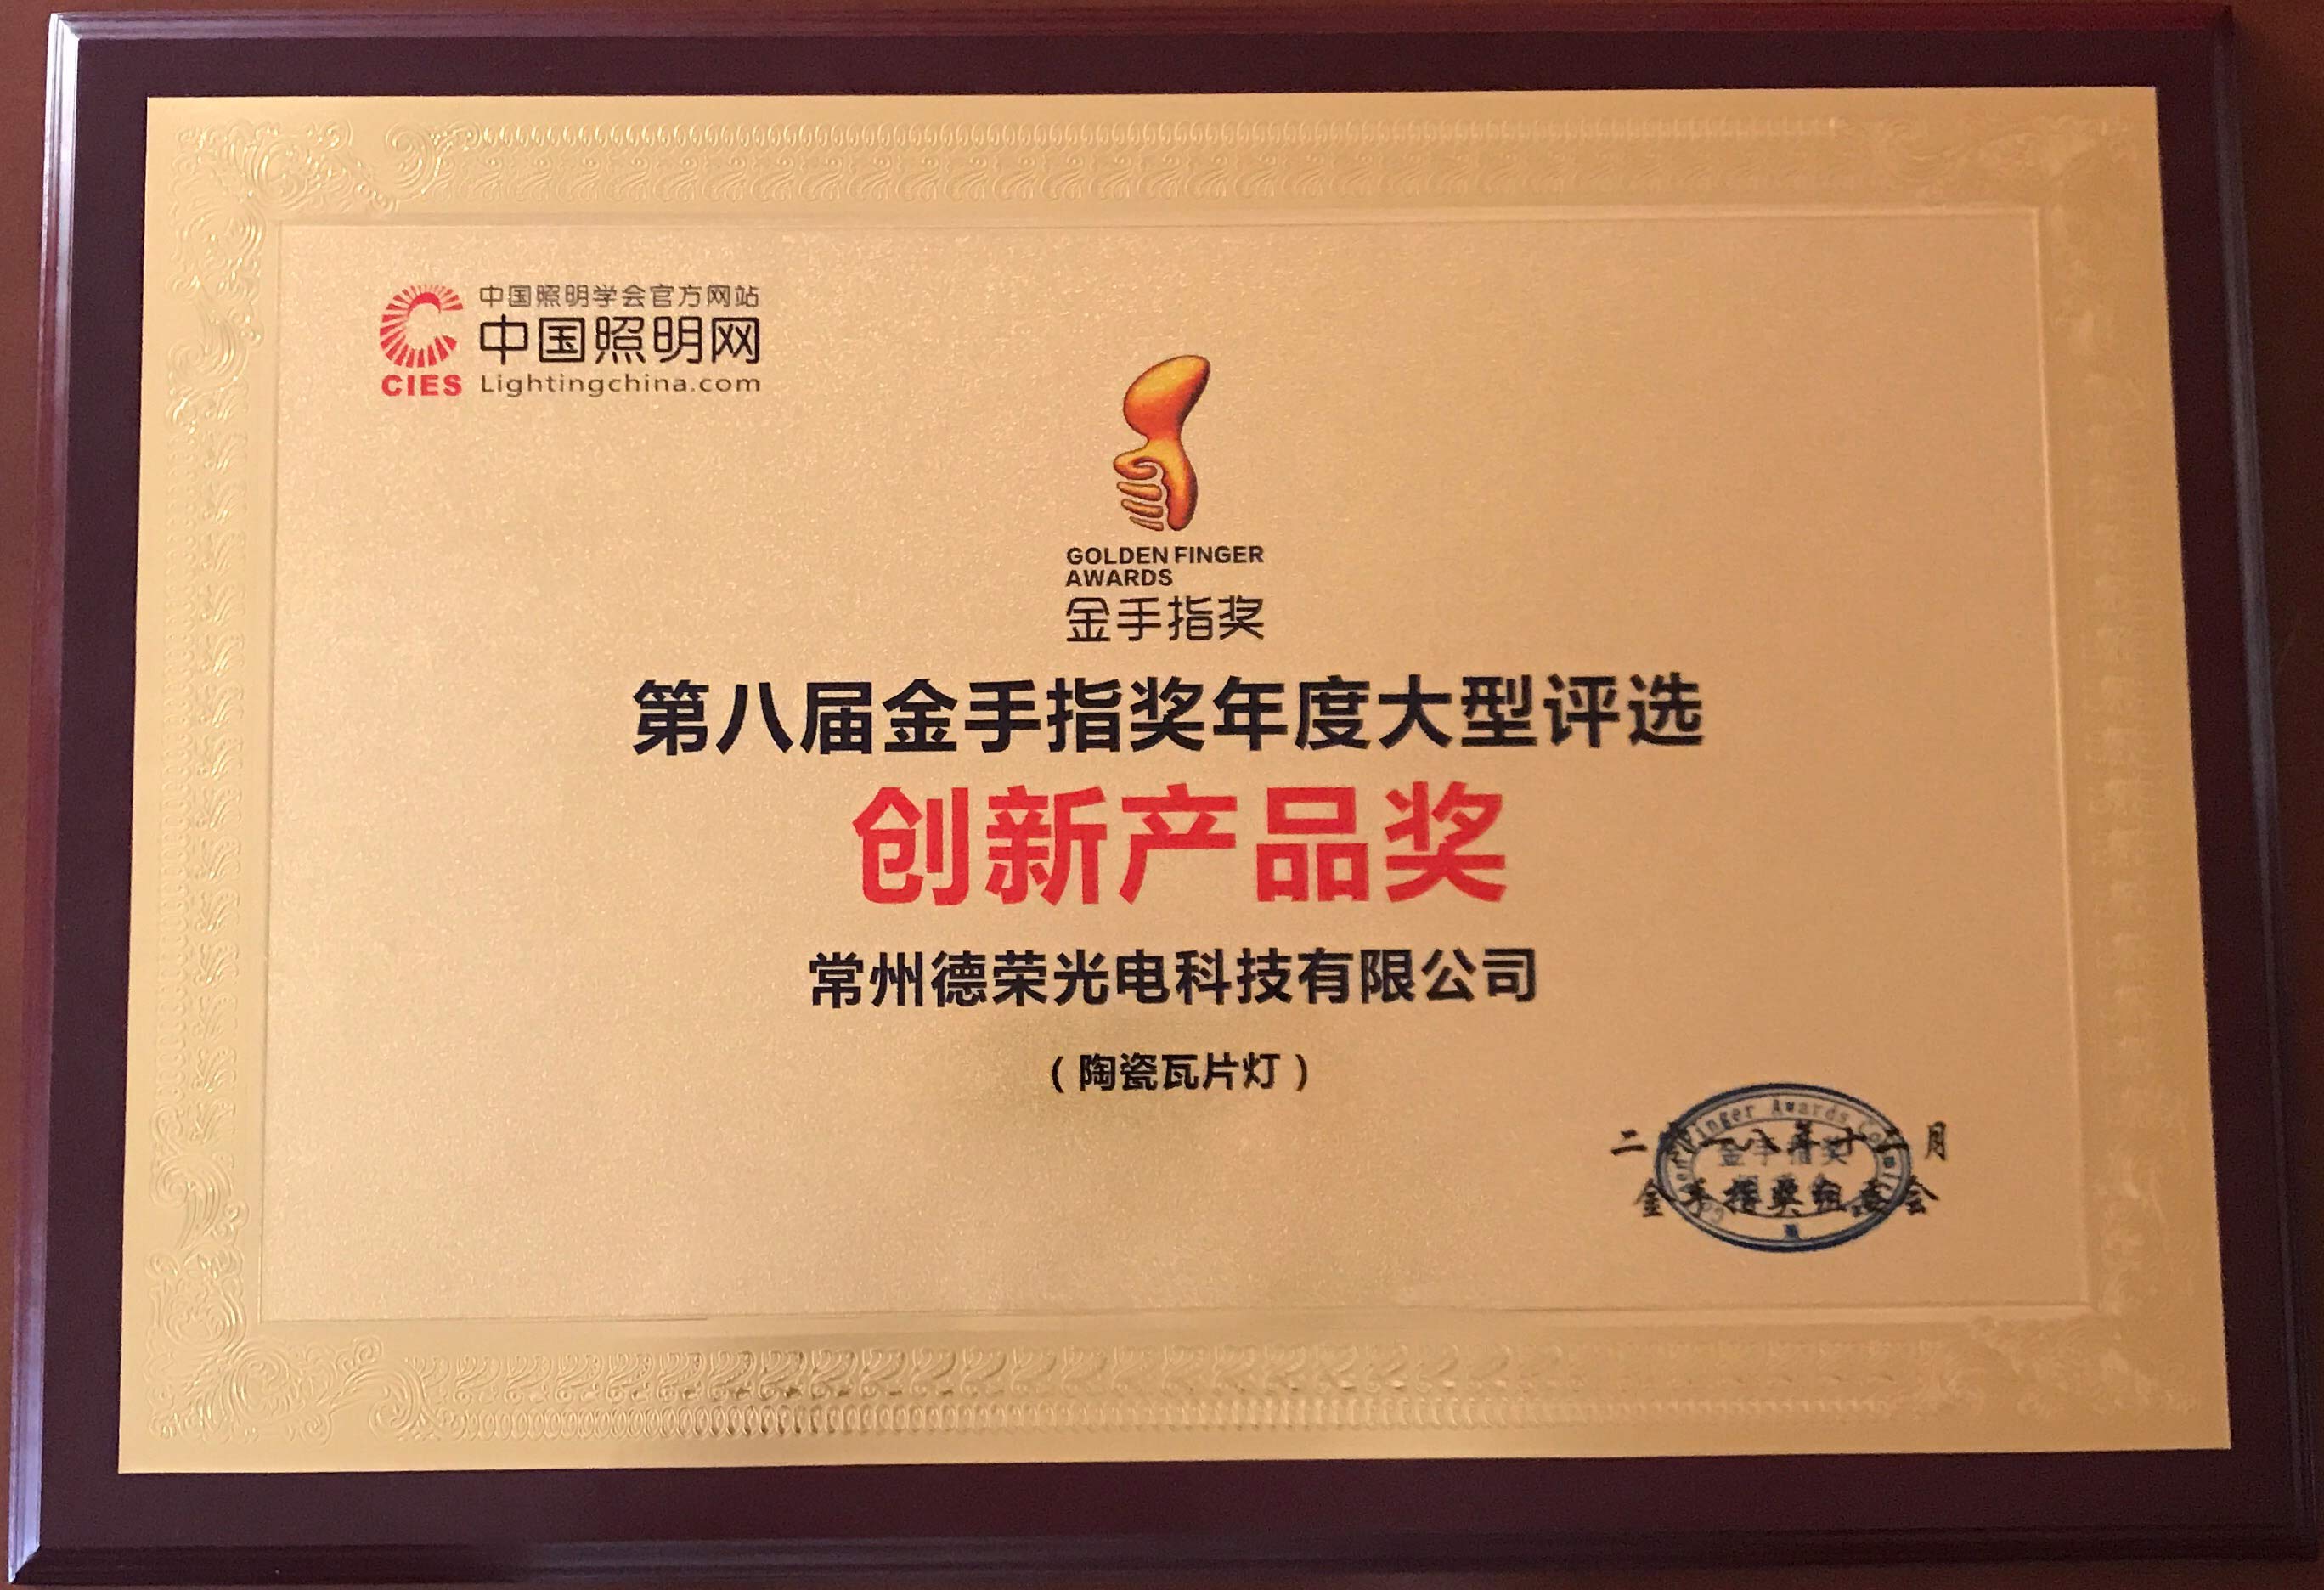 中国照明学会官方网站
中国照明网
CIES Lightingchina.com
GOLDEN FINGER
AWARDS
金手指奖
第八届金手指奖年度大型评选
创新产品奖
常州德荣光电科技有限公司
（陶瓷瓦片灯）
金手指奖组委会